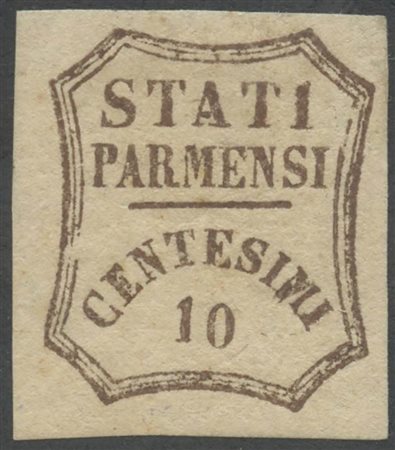 STATI
PARMENSI
CENTESIMI
10